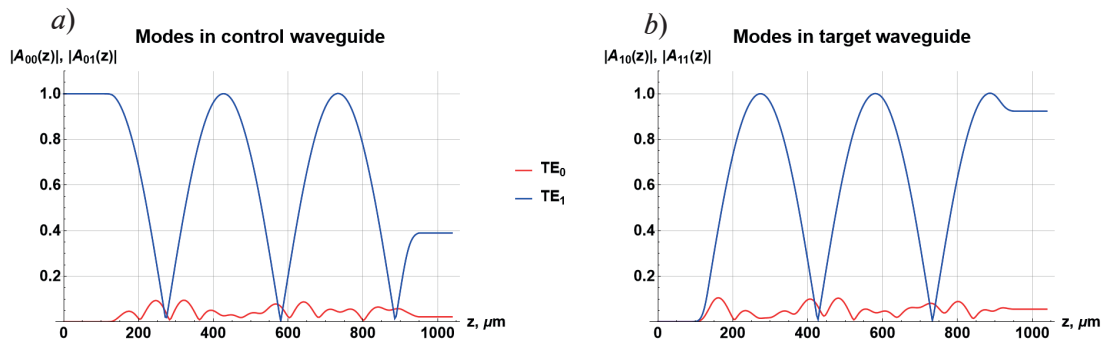 a)
Modes in control waveguide
|A₀₀(z)|, |A₀₁(z)|
1.0
0.8
0.6
0.4
0.2
0 200 400 600 800 1000 z, μm
TE₀
TE₁
b)
Modes in target waveguide
|A₁₀(z)|, |A₁₁(z)|
1.0
0.8
0.6
0.4
0.2
0 200 400 600 800 1000 z, μm